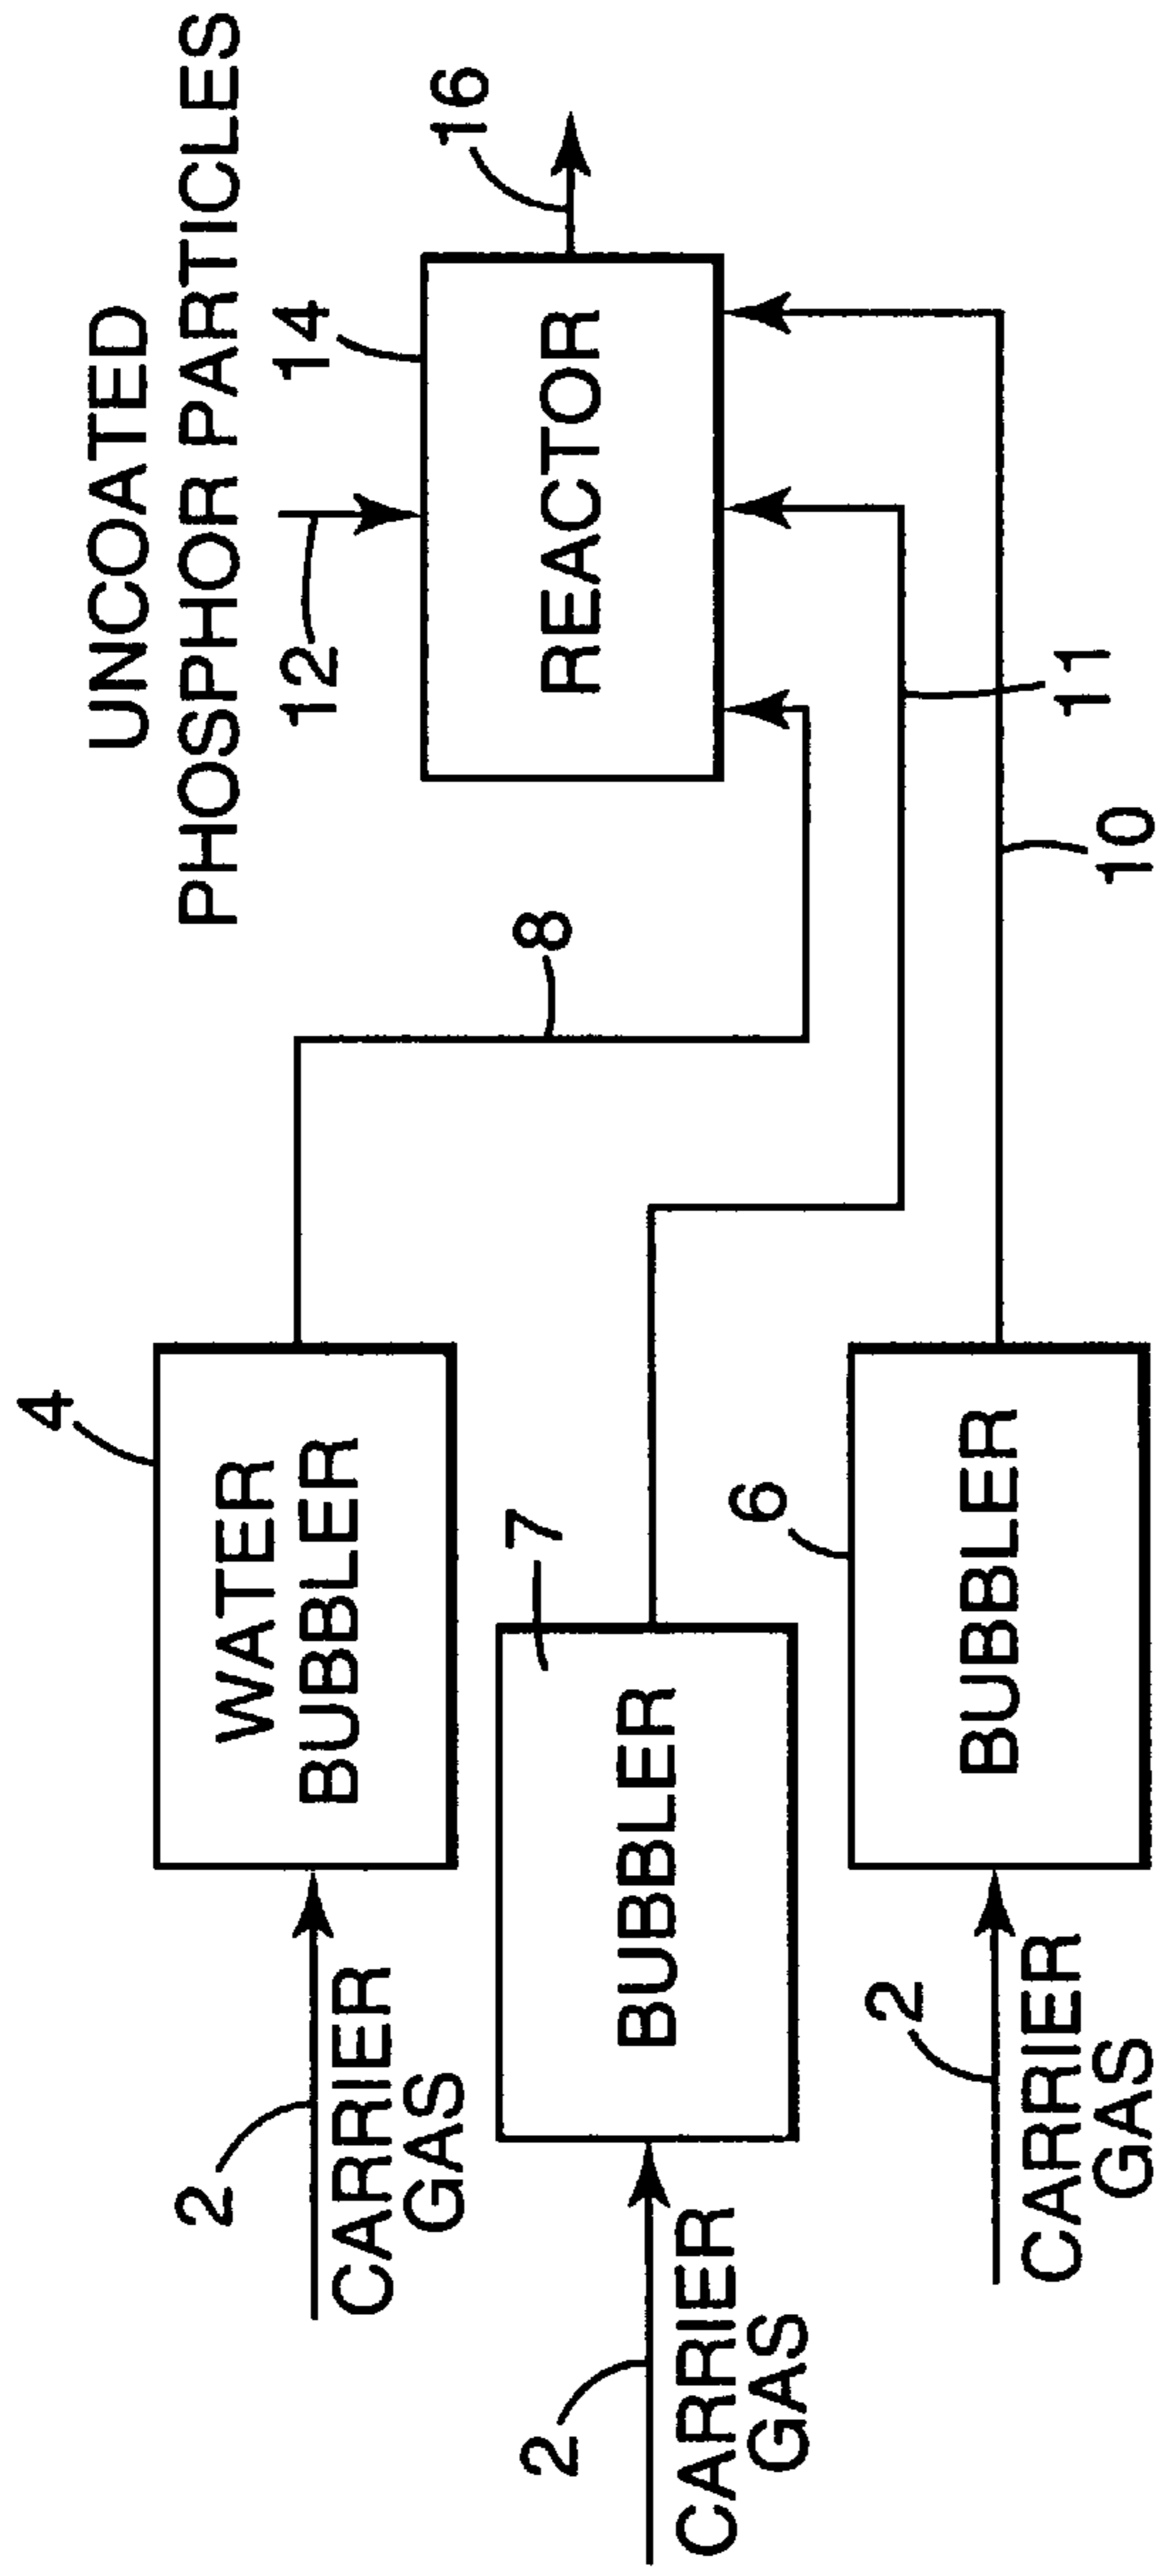 UNCOATED
PHOSPHOR PARTICLES
12
14
16
REACTOR
8
11
10
4
WATER
BUBBLER
7
BUBBLER
6
BUBBLER
2
CARRIER
GAS
2
CARRIER
GAS
2
CARRIER
GAS